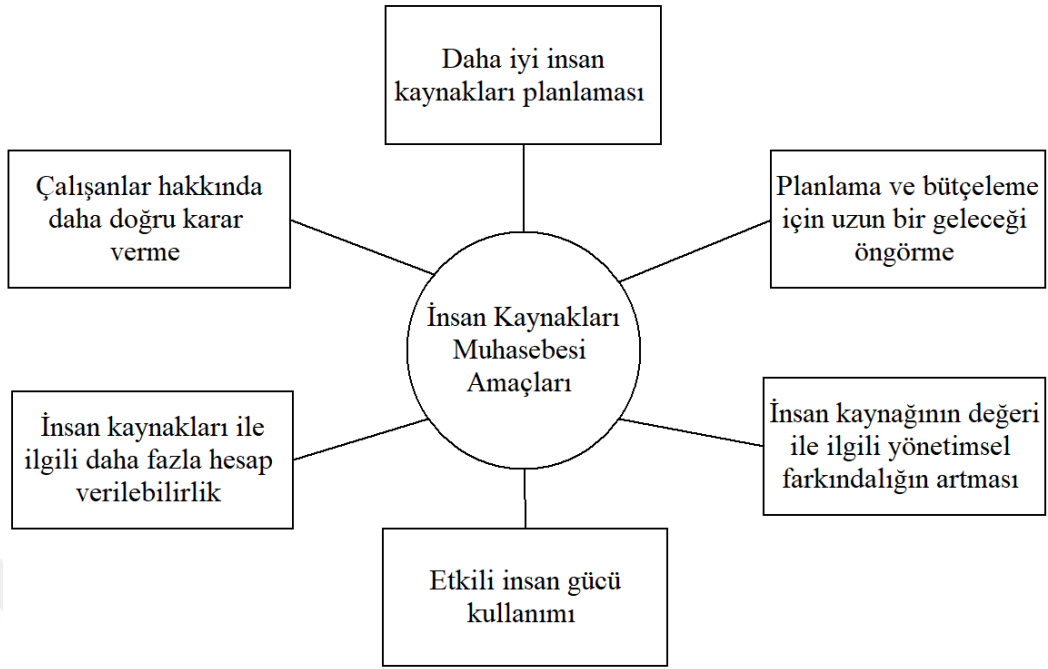 Daha iyi insan
kaynakları planlaması
Çalışanlar hakkında
daha doğru karar
verme
Planlama ve bütçeleme
için uzun bir geleceği
öngörme
İnsan Kaynakları
Muhasebesi
Amaçları
İnsan kaynakları ile
ilgili daha fazla hesap
verilebilirlik
İnsan kaynağının değeri
ile ilgili yönetimsel
farkındalığın artması
Etkili insan gücü
kullanımı